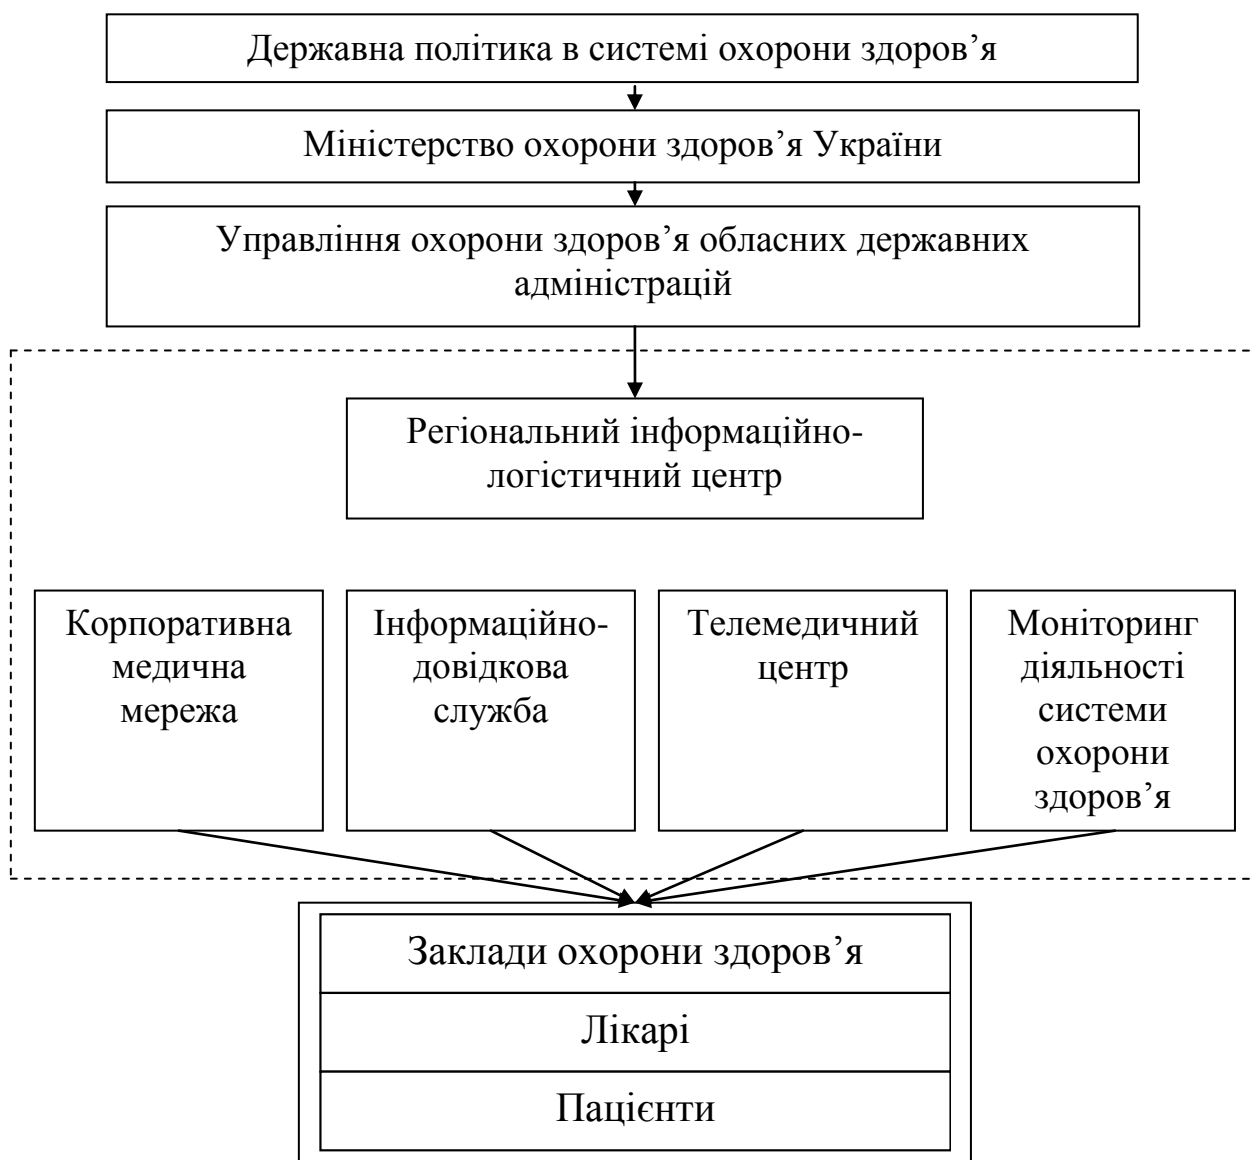 Державна політика в системі охорони здоров’я
Міністерство охорони здоров’я України
Управління охорони здоров’я обласних державних
адміністрацій
Регіональний інформаційно-
логістичний центр
Корпоративна
медична
мережа
Інформаційно-
довідкова
служба
Телемедичний
центр
Моніторинг
діяльності
системи
охорони
здоров’я
Заклади охорони здоров’я
Лікарі
Пацієнти